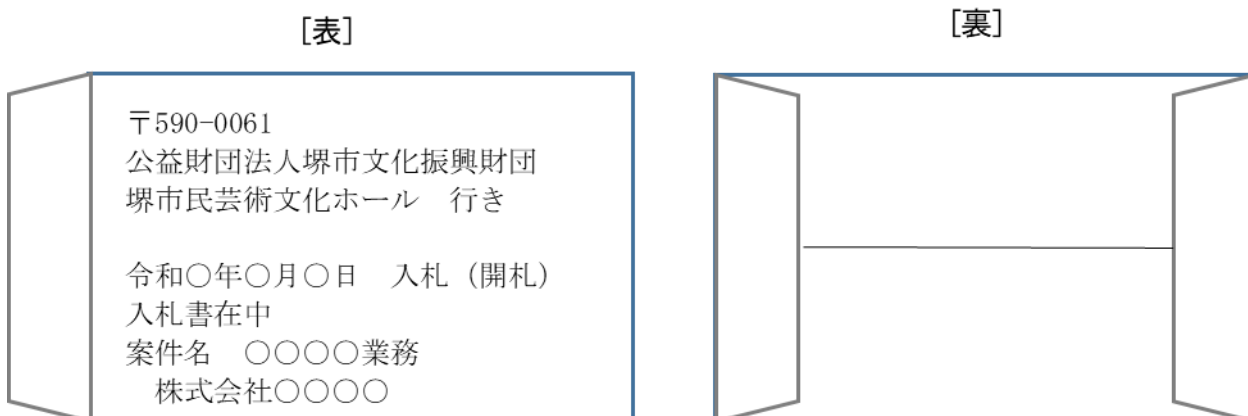 [表]
[裏]
〒590-0061
公益財団法人堺市文化振興財団
堺市民芸術文化ホール　行き
令和○年○月○日　入札（開札）
入札書在中
案件名　○○○○業務
株式会社○○○○